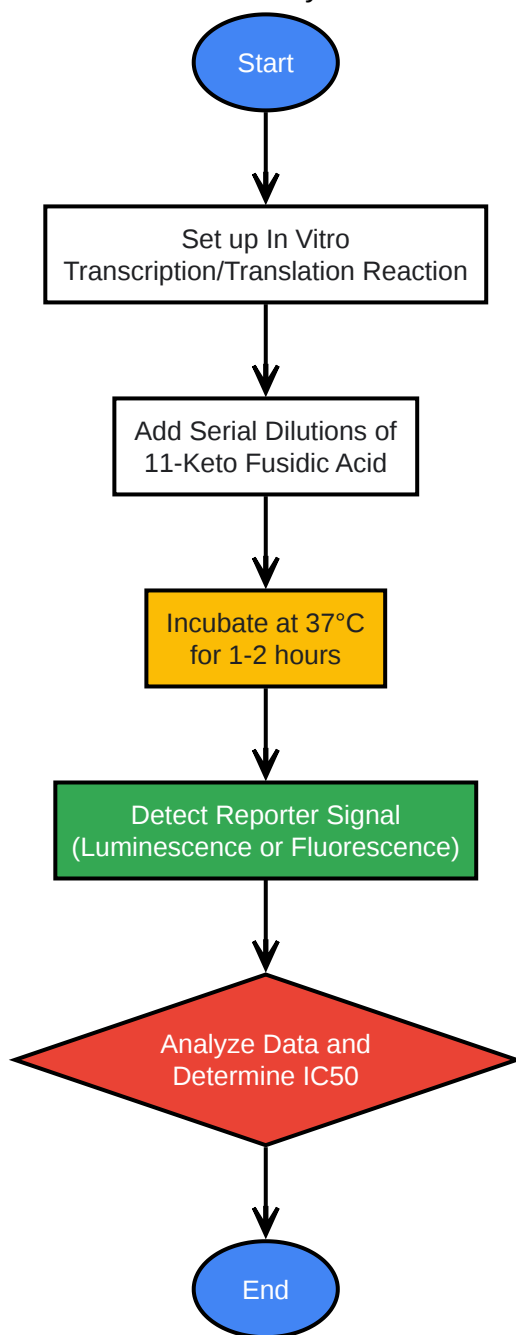 Start
Set up In Vitro
Transcription/Translation Reaction
Add Serial Dilutions of
11-Keto Fusidic Acid
Incubate at 37°C
for 1-2 hours
Detect Reporter Signal
(Luminescence or Fluorescence)
Analyze Data and
Determine IC50
End